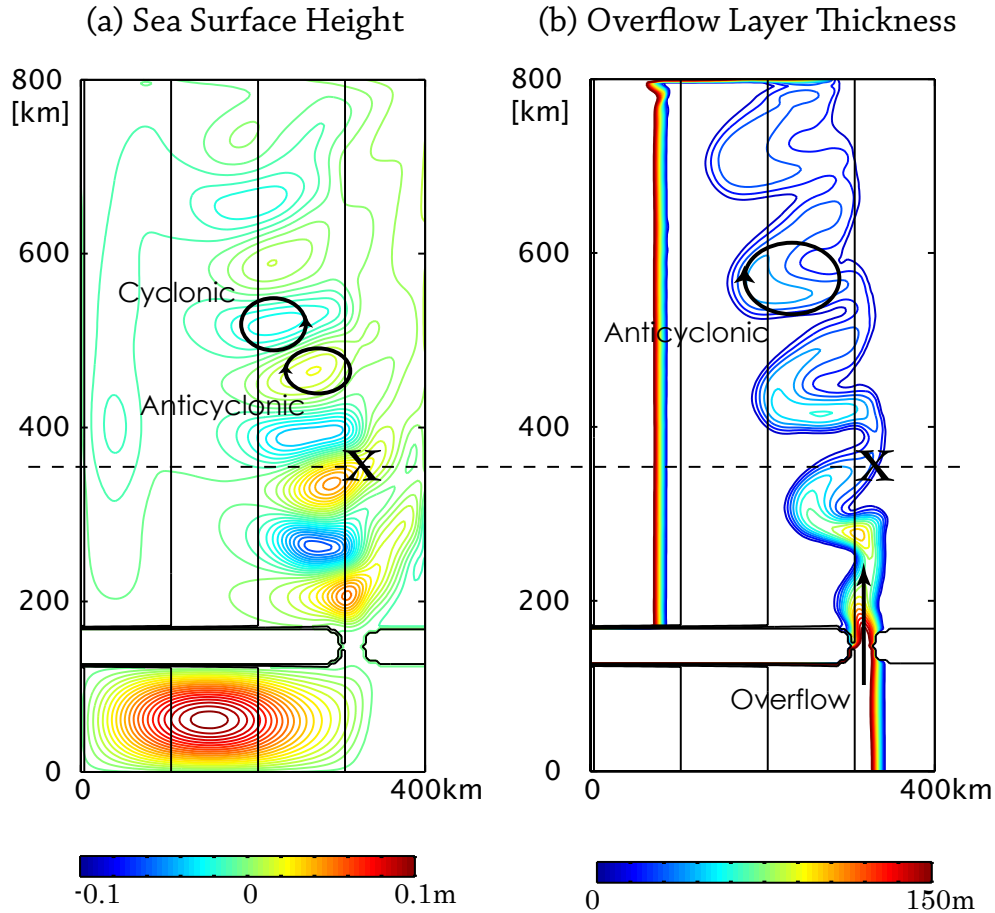 (a) Sea Surface Height
(b) Overflow Layer Thickness
800
[km]
600
400
200
0
0
400km
Cyclonic
Anticyclonic
X
-0.1
0
0.1m
800
[km]
600
400
200
0
0
400km
Anticyclonic
X
Overflow
0
150m